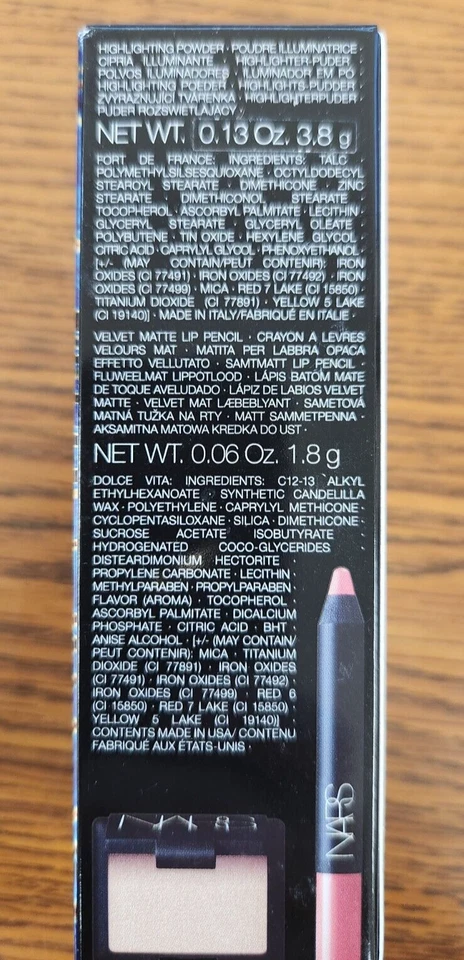 HIGHLIGHTING POWDER · POUDRE ILLUMINATRICE ·
CIPRIA ILLUMINANTE · HIGHLIGHTER-PUDER ·
POLVOS ILUMINADORES · ILUMINADOR EM PÓ ·
HIGHLIGHTING POEDER · HIGHLIGHTS-PUDDER ·
ZVÝRAZŇUJÍCÍ TVÁŘENKA · HIGHLIGHTERPUDER ·
PUDER ROZŚWIETLAJĄCY ·
NET WT. 0.13 Oz. 3.8 g
FORT DE FRANCE: INGREDIENTS: TALC ·
POLYMETHYLSILSESQUIOXANE · OCTYLDODECYL
STEAROYL STEARATE · DIMETHICONE · ZINC
STEARATE · DIMETHICONOL STEARATE ·
TOCOPHEROL · ASCORBYL PALMITATE · LECITHIN ·
GLYCERYL STEARATE · GLYCERYL OLEATE ·
POLYBUTENE · TIN OXIDE · HEXYLENE GLYCOL ·
CITRIC ACID · CAPRYLYL GLYCOL · PHENOXYETHANOL ·
[+/- (MAY CONTAIN/PEUT CONTENIR): IRON
OXIDES (CI 77491) · IRON OXIDES (CI 77492) · IRON
OXIDES (CI 77499) · MICA · RED 7 LAKE (CI 15850) ·
TITANIUM DIOXIDE (CI 77891) · YELLOW 5 LAKE
(CI 19140)] · MADE IN ITALY/FABRIQUÉ EN ITALIE ·
VELVET MATTE LIP PENCIL · CRAYON A LEVRES
VELOURS MAT · MATITA PER LABBRA OPACA
EFFETTO VELLUTATO · SAMTMATT LIP PENCIL ·
FLUWEELMAT LIPPOTLOOD · LÁPIS BATOM MATE
DE TOQUE AVELUDADO · LÁPIZ DE LABIOS VELVET
MATTE · VELVET MAT LÆBEBLYANT · SAMETOVÁ
MATNÁ TUŽKA NA RTY · MATT SAMMETPENNA ·
AKSAMITNA MATOWA KREDKA DO UST ·
NET WT. 0.06 Oz. 1.8 g
DOLCE VITA: INGREDIENTS: C12-13 ALKYL
ETHYLHEXANOATE · SYNTHETIC CANDELILLA
WAX · POLYETHYLENE · CAPRYLYL METHICONE ·
CYCLOPENTASILOXANE · SILICA · DIMETHICONE ·
SUCROSE ACETATE ISOBUTYRATE ·
HYDROGENATED COCO-GLYCERIDES ·
DISTEARDIMONIUM HECTORITE ·
PROPYLENE CARBONATE · LECITHIN ·
METHYLPARABEN · PROPYLPARABEN ·
FLAVOR (AROMA) · TOCOPHEROL ·
ASCORBYL PALMITATE · DICALCIUM
PHOSPHATE · CITRIC ACID · BHT ·
ANISE ALCOHOL · [+/- (MAY CONTAIN/
PEUT CONTENIR): MICA · TITANIUM
DIOXIDE (CI 77891) · IRON OXIDES
(CI 77491) · IRON OXIDES (CI 77492) ·
IRON OXIDES (CI 77499) · RED 6
(CI 15850) · RED 7 LAKE (CI 15850) ·
YELLOW 5 LAKE (CI 19140)] ·
CONTENTS MADE IN USA/ CONTENU
FABRIQUÉ AUX ÉTATS-UNIS ·
NARS
NARS